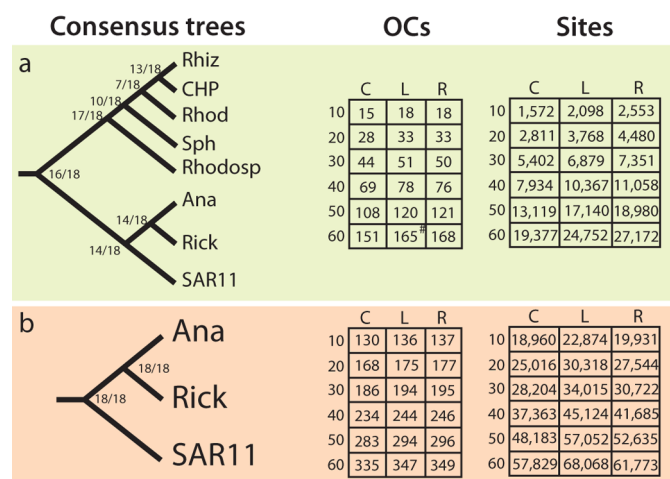 Consensus trees OCs Sites
a
Rhiz
13/18
CHP
7/18
Rhod
10/18
17/18
Sph
Rhodosp
16/18
Ana
14/18
Rick
14/18
SAR11
C L R
10 15 18 18
20 28 33 33
30 44 51 50
40 69 78 76
50 108 120 121
60 151 165# 168
C L R
10 1,572 2,098 2,553
20 2,811 3,768 4,480
30 5,402 6,879 7,351
40 7,934 10,367 11,058
50 13,119 17,140 18,980
60 19,377 24,752 27,172
b
Ana
18/18
Rick
18/18
SAR11
C L R
10 130 136 137
20 168 175 177
30 186 194 195
40 234 244 246
50 283 294 296
60 335 347 349
C L R
10 18,960 22,874 19,931
20 25,016 30,318 27,544
30 28,204 34,015 30,722
40 37,363 45,124 41,685
50 48,183 57,052 52,635
60 57,829 68,068 61,773